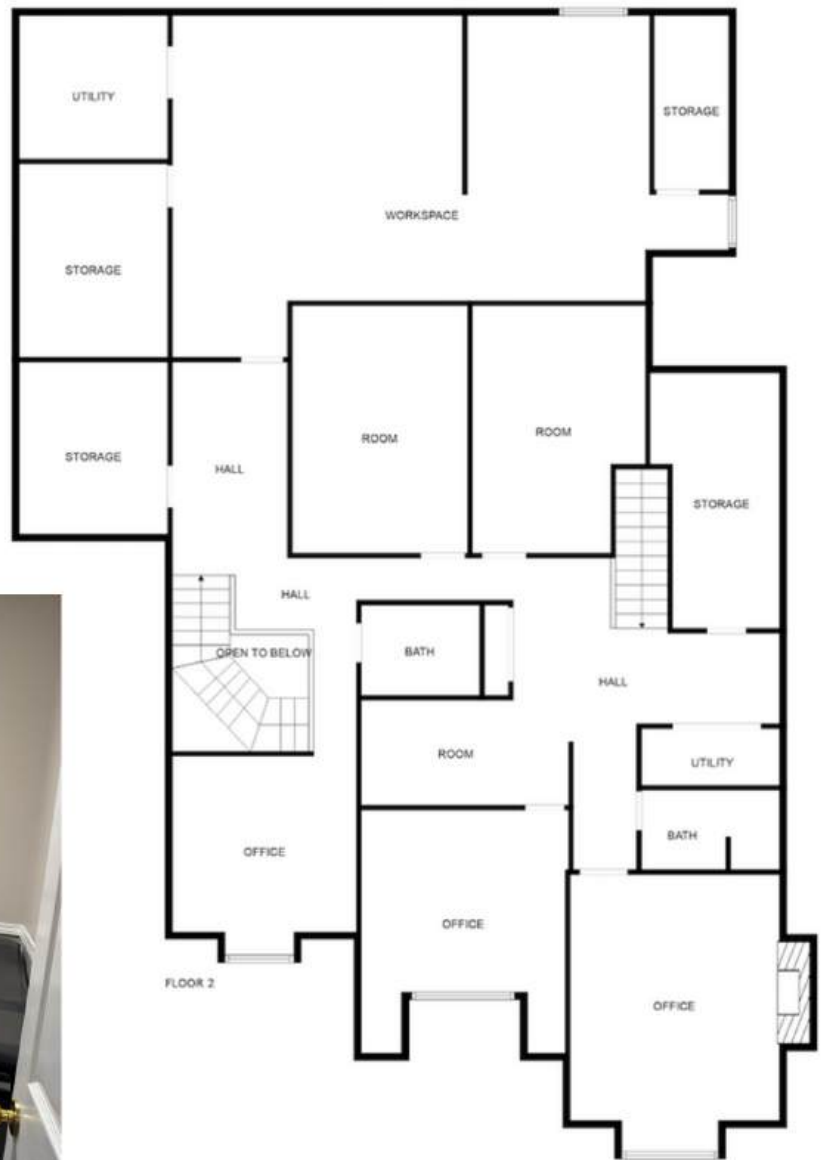 UTILITY
STORAGE
WORKSPACE
STORAGE
ROOM
ROOM
STORAGE
HALL
STORAGE
HALL
OPEN TO BELOW
BATH
HALL
ROOM
UTILITY
BATH
OFFICE
OFFICE
FLOOR 2
OFFICE